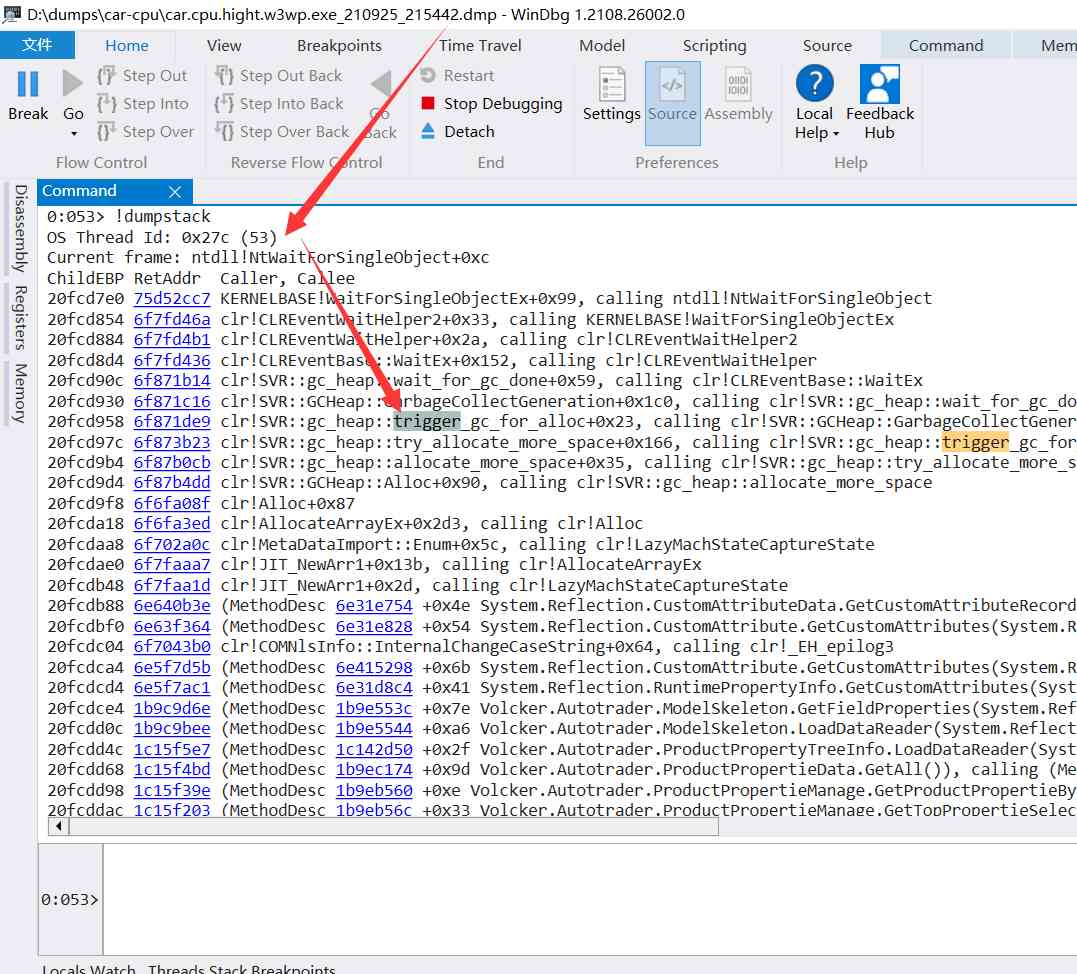 D:\dumps\car-cpu\car.cpu.hight.w3wp.exe_210925_215442.dmp - WinDbg 1.2108.26002.0
文件 Home View Breakpoints Time Travel Model Scripting Source Command Mem
Step Out Step Out Back Restart
Break Go Step Into Step Into Back Go Back Stop Debugging Settings Source Assembly Local Help Feedback Hub
Step Over Step Over Back Detach
Flow Control Reverse Flow Control End Preferences Help
Disassembly
Registers
Memory
Command
0:053> !dumpstack
OS Thread Id: 0x27c (53)
Current frame: ntdll!NtWaitForSingleObject+0xc
ChildEBP RetAddr  Caller, Callee
20fcd7e0 75d52cc7 KERNELBASE!WaitForSingleObjectEx+0x99, calling ntdll!NtWaitForSingleObject
20fcd854 6f7fd46a clr!CLREventWaitHelper2+0x33, calling KERNELBASE!WaitForSingleObjectEx
20fcd884 6f7fd4b1 clr!CLREventWaitHelper+0x2a, calling clr!CLREventWaitHelper2
20fcd8d4 6f7fd436 clr!CLREventBase::WaitEx+0x152, calling clr!CLREventWaitHelper
20fcd90c 6f871b14 clr!SVR::gc_heap::wait_for_gc_done+0x59, calling clr!CLREventBase::WaitEx
20fcd930 6f871c16 clr!SVR::GCHeap::GarbageCollectGeneration+0x1c0, calling clr!SVR::gc_heap::wait_for_gc_do
20fcd958 6f871de9 clr!SVR::gc_heap::trigger_gc_for_alloc+0x23, calling clr!SVR::GCHeap::GarbageCollectGener
20fcd97c 6f873b23 clr!SVR::gc_heap::try_allocate_more_space+0x166, calling clr!SVR::gc_heap::trigger_gc_for
20fcd9b4 6f87b0cb clr!SVR::gc_heap::allocate_more_space+0x35, calling clr!SVR::gc_heap::try_allocate_more_s
20fcd9d4 6f87b4dd clr!SVR::GCHeap::Alloc+0x90, calling clr!SVR::gc_heap::allocate_more_space
20fcd9f8 6f6fa08f clr!Alloc+0x87
20fcda18 6f6fa3ed clr!AllocateArrayEx+0x2d3, calling clr!Alloc
20fcdaa8 6f702a0c clr!MetaDataImport::Enum+0x5c, calling clr!LazyMachStateCaptureState
20fcdae0 6f7faaa7 clr!JIT_NewArr1+0x13b, calling clr!AllocateArrayEx
20fcdb48 6f7faa1d clr!JIT_NewArr1+0x2d, calling clr!LazyMachStateCaptureState
20fcdb88 6e640b3e (MethodDesc 6e31e754 +0x4e System.Reflection.CustomAttributeData.GetCustomAttributeRecord
20fcdbf0 6e63f364 (MethodDesc 6e31e828 +0x54 System.Reflection.CustomAttribute.GetCustomAttributes(System.R
20fcdc04 6f7043b0 clr!COMNlsInfo::InternalChangeCaseString+0x64, calling clr!_EH_epilog3
20fcdca4 6e5f7d5b (MethodDesc 6e415298 +0x6b System.Reflection.CustomAttribute.GetCustomAttributes(System.R
20fcdcd4 6e5f7ac1 (MethodDesc 6e31d8c4 +0x41 System.Reflection.RuntimePropertyInfo.GetCustomAttributes(Syst
20fcdce4 1b9c9d6e (MethodDesc 1b9e553c +0x7e Volcker.Autotrader.ModelSkeleton.GetFieldProperties(System.Ref
20fcdd0c 1b9c9bee (MethodDesc 1b9e5544 +0xa6 Volcker.Autotrader.ModelSkeleton.LoadDataReader(System.Reflect
20fcdd4c 1c15f5e7 (MethodDesc 1c142d50 +0x2f Volcker.Autotrader.ProductPropertyTreeInfo.LoadDataReader(Syst
20fcdd68 1c15f4bd (MethodDesc 1b9ec174 +0x9d Volcker.Autotrader.ProductPropertieData.GetAll()), calling (Me
20fcdd98 1c15f39e (MethodDesc 1b9eb560 +0xe Volcker.Autotrader.ProductPropertieManage.GetProductPropertieBy
20fcddac 1c15f203 (MethodDesc 1b9eb56c +0x33 Volcker.Autotrader.ProductPropertieManage.GetTopPropertieSelec
0:053>
Locals Watch Threads Stack Breakpoints